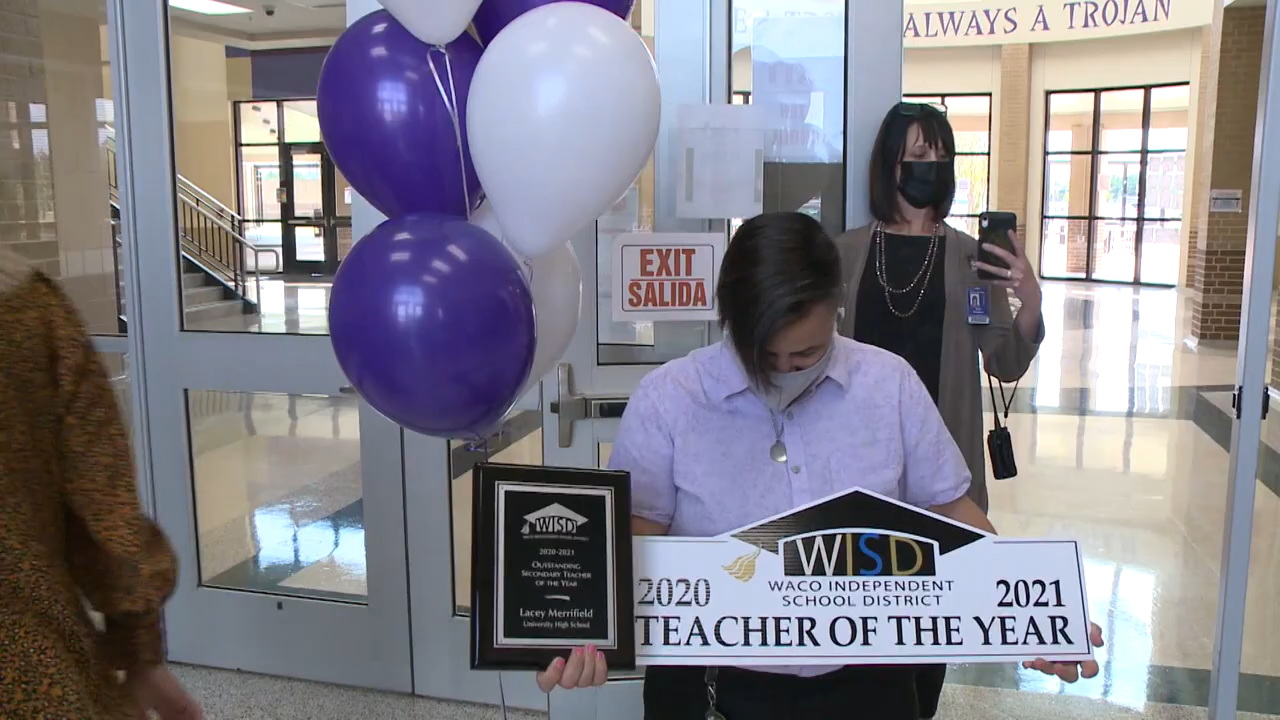 ALWAYS A TROJAN
EXIT
SALIDA
WISD
2020-2021
OUTSTANDING
SECONDARY TEACHER
OF THE YEAR
Lacey Merrifield
University High School
WISD
2020 WACO INDEPENDENT 2021
SCHOOL DISTRICT
TEACHER OF THE YEAR